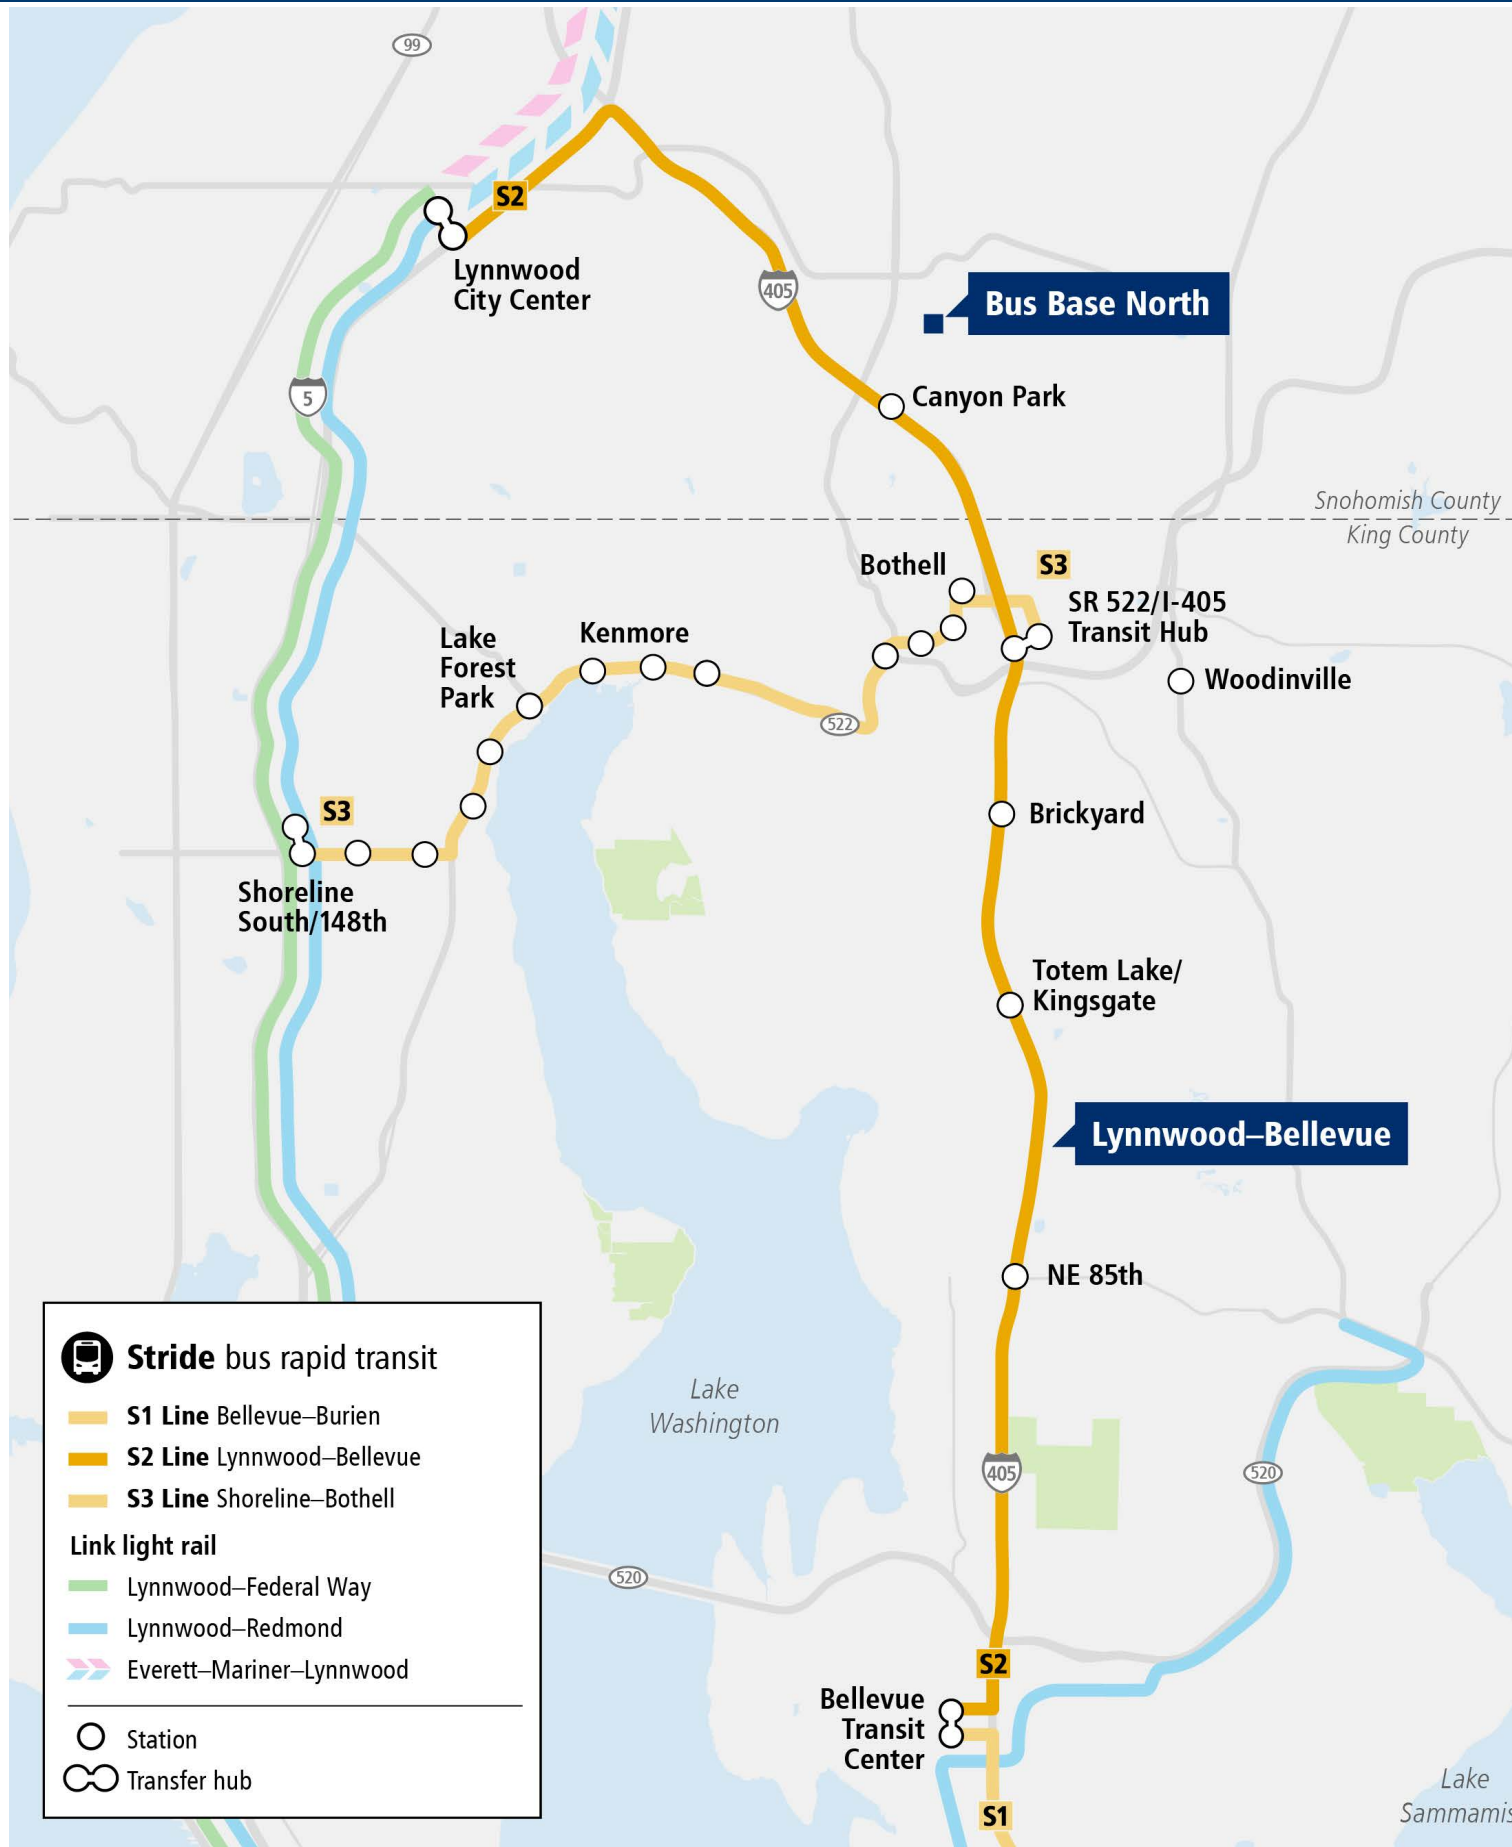 99
S2
Lynnwood
City Center
405
Bus Base North
5
Canyon Park
Snohomish County
King County
Bothell
S3
SR 522/I-405
Transit Hub
Kenmore
Lake
Forest
Park
Woodinville
522
S3
Brickyard
Shoreline
South/148th
Totem Lake/
Kingsgate
Lynnwood–Bellevue
NE 85th
Lake
Washington
405
520
520
S2
Bellevue
Transit
Center
S1
Lake
Sammamis
Stride bus rapid transit
S1 Line Bellevue–Burien
S2 Line Lynnwood–Bellevue
S3 Line Shoreline–Bothell
Link light rail
Lynnwood–Federal Way
Lynnwood–Redmond
Everett–Mariner–Lynnwood
Station
Transfer hub